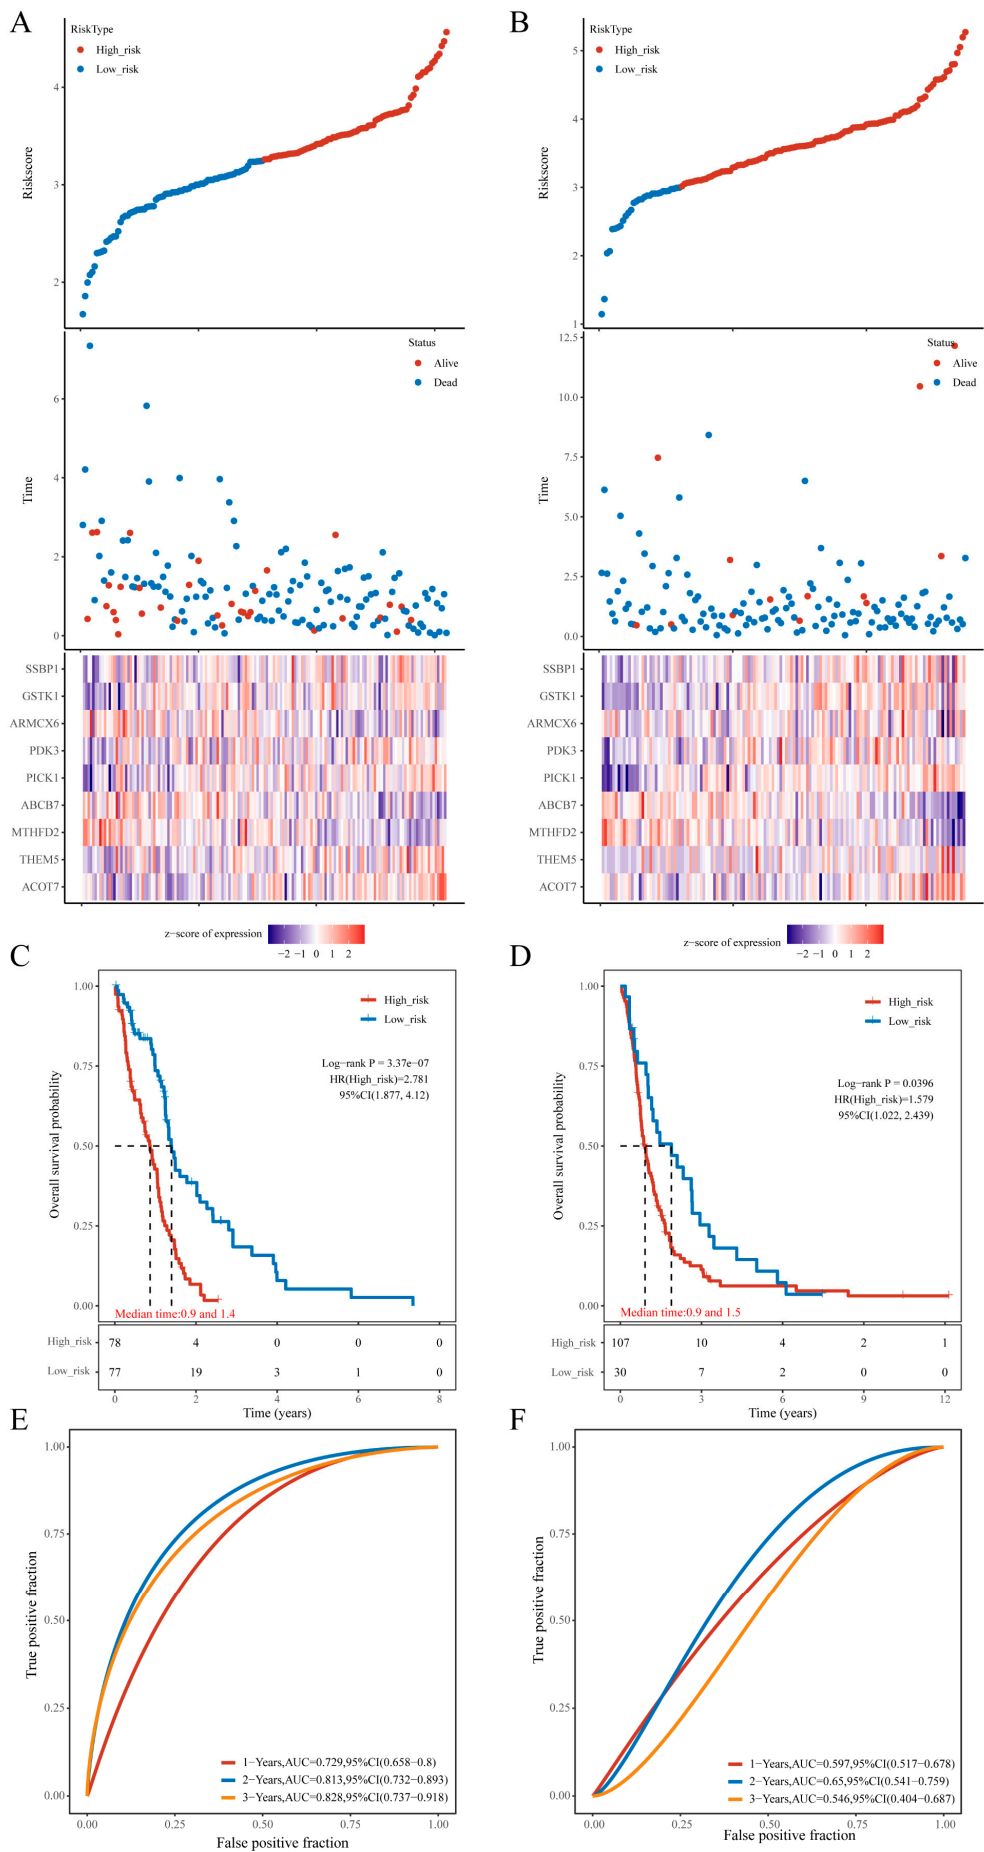 A
RiskType
High_risk
Low_risk
4
3
2
Riskscore
Status
Alive
Dead
6
4
2
0
Time
SSBP1
GSTK1
ARMCX6
PDK3
PICK1
ABCB7
MTHFD2
THEM5
ACOT7
z−score of expression
−2 −1 0 1 2
B
RiskType
High_risk
Low_risk
5
4
3
2
1
Riskscore
Status
Alive
Dead
12.5
10.0
7.5
5.0
2.5
0.0
Time
SSBP1
GSTK1
ARMCX6
PDK3
PICK1
ABCB7
MTHFD2
THEM5
ACOT7
z−score of expression
−2 −1 0 1 2
C
High_risk
Low_risk
Log−rank P = 3.37e−07
HR(High_risk)=2.781
95%CI(1.877, 4.12)
1.00
0.75
0.50
0.25
0.00
Overall survival probability
Median time:0.9 and 1.4
High_risk 78 4 0 0 0
Low_risk 77 19 3 1 0
0 2 4 6 8
Time (years)
D
High_risk
Low_risk
Log−rank P = 0.0396
HR(High_risk)=1.579
95%CI(1.022, 2.439)
1.00
0.75
0.50
0.25
0.00
Overall survival probability
Median time:0.9 and 1.5
High_risk 107 10 4 2 1
Low_risk 30 7 2 0 0
0 3 6 9 12
Time (years)
E
1.00
0.75
0.50
0.25
0.00
True positive fraction
1−Years,AUC=0.729,95%CI(0.658−0.8)
2−Years,AUC=0.813,95%CI(0.732−0.893)
3−Years,AUC=0.828,95%CI(0.737−0.918)
0.00 0.25 0.50 0.75 1.00
False positive fraction
F
1.00
0.75
0.50
0.25
0.00
True positive fraction
1−Years,AUC=0.597,95%CI(0.517−0.678)
2−Years,AUC=0.65,95%CI(0.541−0.759)
3−Years,AUC=0.546,95%CI(0.404−0.687)
0.00 0.25 0.50 0.75 1.00
False positive fraction